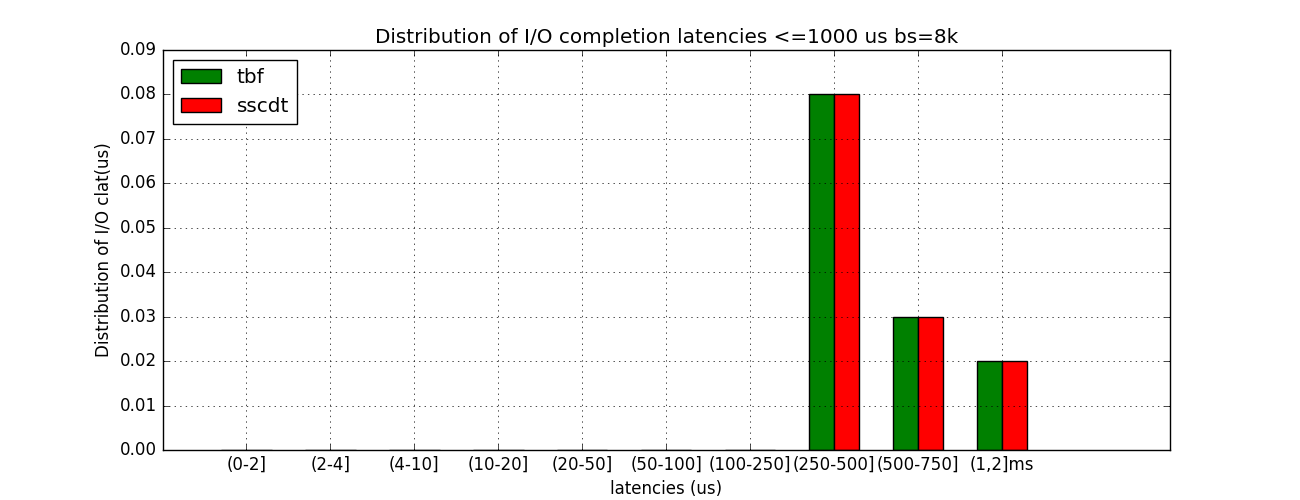 Distribution of I/O completion latencies <=1000 us bs=8k
tbf
sscdt
Distribution of I/O clat(us)
0.09
0.08
0.07
0.06
0.05
0.04
0.03
0.02
0.01
0.00
(0-2] (2-4] (4-10] (10-20] (20-50] (50-100] (100-250] (250-500] (500-750] (1,2]ms
latencies (us)